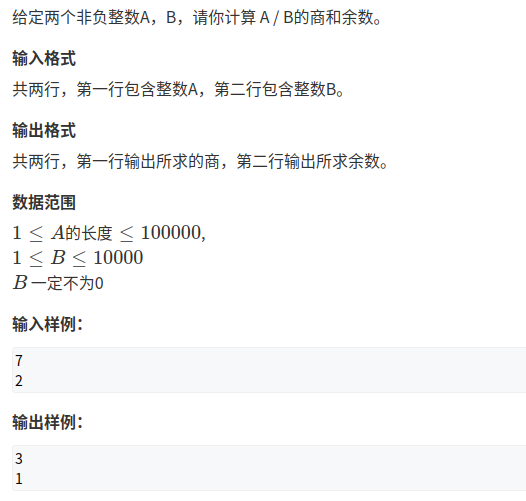 给定两个非负整数A，B，请你计算 A / B的商和余数。
输入格式
共两行，第一行包含整数A，第二行包含整数B。
输出格式
共两行，第一行输出所求的商，第二行输出所求余数。
数据范围
1 ≤ A的长度 ≤ 100000,
1 ≤ B ≤ 10000
B 一定不为0
输入样例：
7
2
输出样例：
3
1